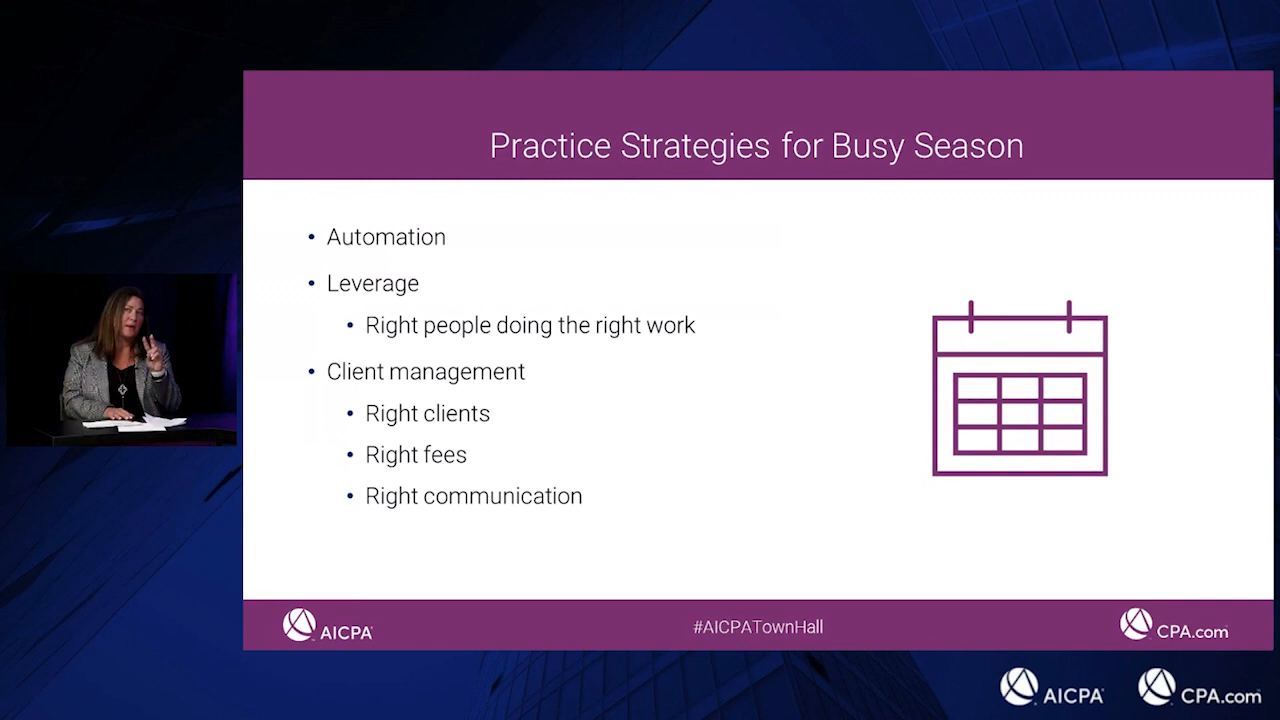 Practice Strategies for Busy Season
• Automation
• Leverage
• Right people doing the right work
• Client management
• Right clients
• Right fees
• Right communication
AICPA
#AICPATownHall
CPA.com
AICPA
CPA.com